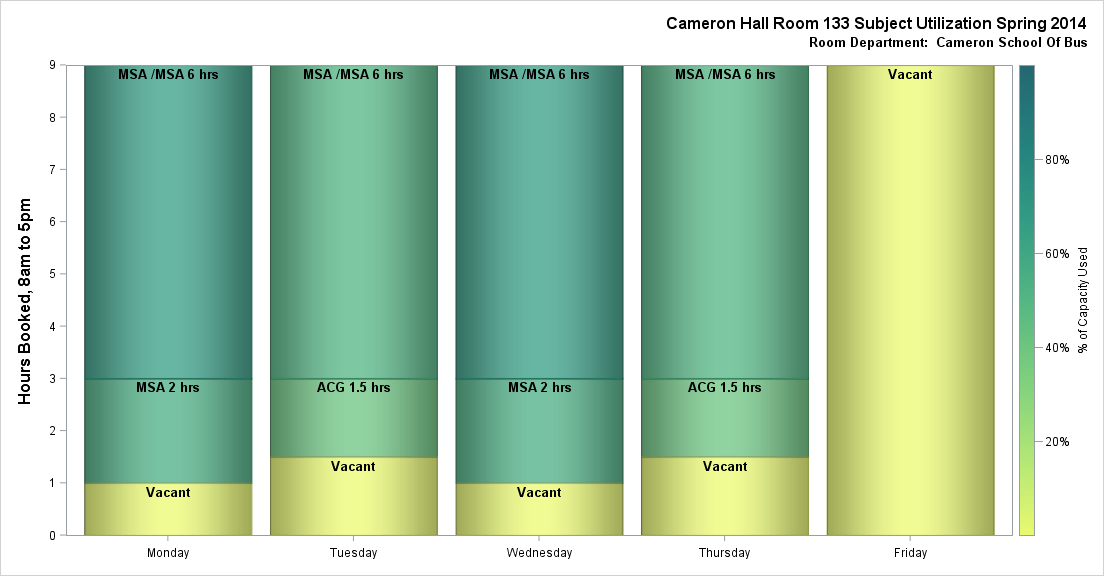 Cameron Hall Room 133 Subject Utilization Spring 2014
Room Department:  Cameron School Of Bus
Hours Booked, 8am to 5pm
9
8
7
6
5
4
3
2
1
0
MSA /MSA 6 hrs
MSA 2 hrs
Vacant
MSA /MSA 6 hrs
ACG 1.5 hrs
Vacant
MSA /MSA 6 hrs
MSA 2 hrs
Vacant
MSA /MSA 6 hrs
ACG 1.5 hrs
Vacant
Vacant
Monday
Tuesday
Wednesday
Thursday
Friday
80%
60%
40%
20%
% of Capacity Used